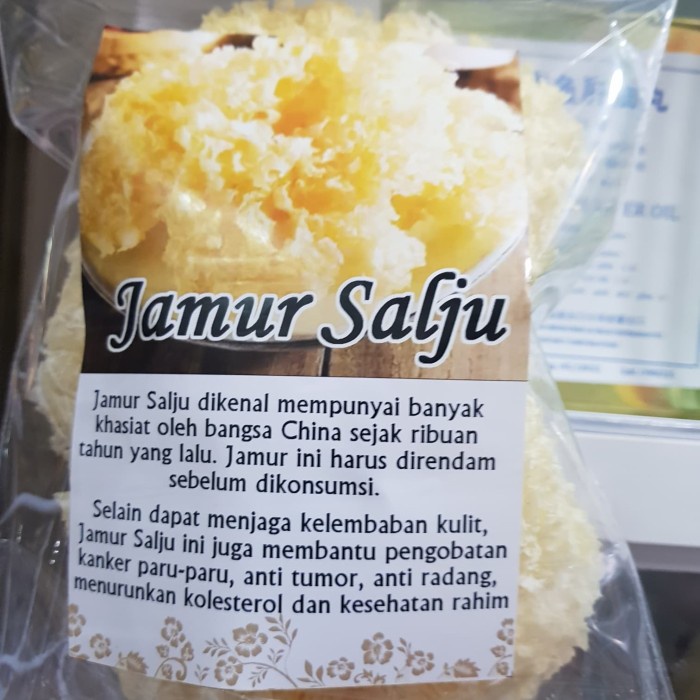 Jamur Salju
Jamur Salju dikenal mempunyai banyak
khasiat oleh bangsa China sejak ribuan
tahun yang lalu. Jamur ini harus direndam
sebelum dikonsumsi.
Selain dapat menjaga kelembaban kulit,
Jamur Salju ini juga membantu pengobatan
kanker paru-paru, anti tumor, anti radang,
menurunkan kolesterol dan kesehatan rahim